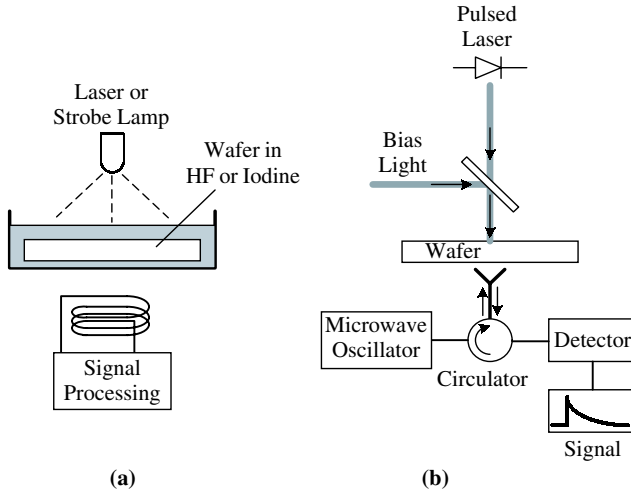 Laser or
Strobe Lamp
Wafer in
HF or Iodine
Signal
Processing
(a)
Pulsed
Laser
Bias
Light
Wafer
Microwave
Oscillator
Circulator
Detector
Signal
(b)